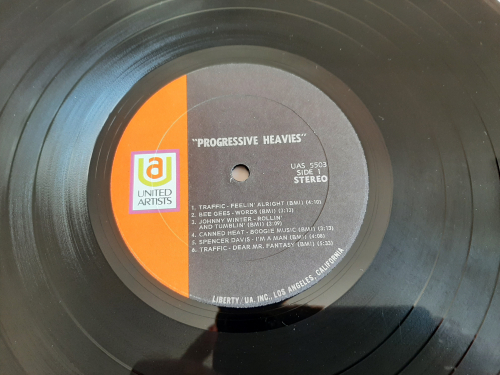 "PROGRESSIVE HEAVIES"
UAS 5503
SIDE 1
STEREO
UA
UNITED
ARTISTS
1. TRAFFIC - FEELIN' ALRIGHT (BMI) (4:10)
2. BEE GEES - WORDS (BMI) (3:13)
3. JOHNNY WINTER - ROLLIN'
AND TUMBLIN' (BMI) (3:09)
4. CANNED HEAT - BOOGIE MUSIC (BMI) (3:13)
5. SPENCER DAVIS - I'M A MAN (BMI) (4:08)
6. TRAFFIC - DEAR MR. FANTASY (BMI) (5:33)
LIBERTY/UA, INC., LOS ANGELES, CALIFORNIA